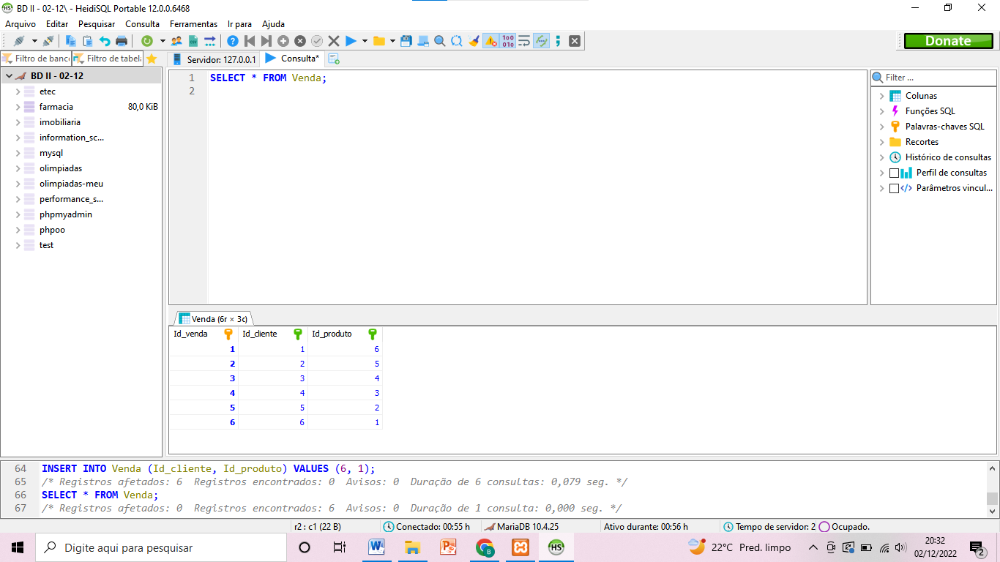 BD II - 02-12\ - HeidiSQL Portable 12.0.0.6468
Arquivo Editar Pesquisar Consulta Ferramentas Ir para Ajuda
Donate
Filtro de banc Filtro de tabela Servidor: 127.0.0.1 Consulta*
BD II - 02-12
etec
farmacia 80,0 KiB
imobiliaria
information_sc...
mysql
olimpiadas
olimpiadas-meu
performance_s...
phpmyadmin
phpoo
test
1 SELECT * FROM Venda;
2
Filter ...
Colunas
Funções SQL
Palavras-chaves SQL
Recortes
Histórico de consultas
Perfil de consultas
Parâmetros vincul...
Venda (6r × 3c)
Id_venda Id_cliente Id_produto
1 1 6
2 2 5
3 3 4
4 4 3
5 5 2
6 6 1
64 INSERT INTO Venda (Id_cliente, Id_produto) VALUES (6, 1);
65 /* Registros afetados: 6 Registros encontrados: 0 Avisos: 0 Duração de 6 consultas: 0,079 seg. */
66 SELECT * FROM Venda;
67 /* Registros afetados: 0 Registros encontrados: 6 Avisos: 0 Duração de 1 consulta: 0,000 seg. */
r2 : c1 (22 B) Conectado: 00:55 h MariaDB 10.4.25 Ativo durante: 00:56 h Tempo de servidor: 2 Ocupado.
Digite aqui para pesquisar 22°C Pred. limpo 20:32
02/12/2022 2